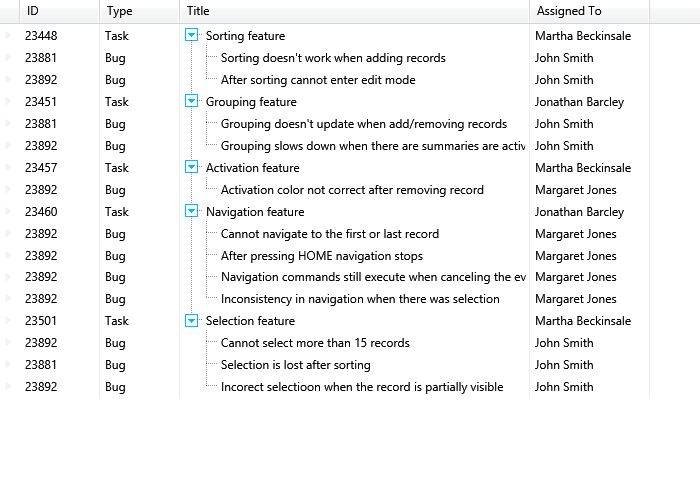 ID Type Title Assigned To
23448 Task Sorting feature Martha Beckinsale
23881 Bug Sorting doesn't work when adding records John Smith
23892 Bug After sorting cannot enter edit mode John Smith
23451 Task Grouping feature Jonathan Barcley
23881 Bug Grouping doesn't update when add/removing records John Smith
23892 Bug Grouping slows down when there are summaries are activ John Smith
23457 Task Activation feature Martha Beckinsale
23892 Bug Activation color not correct after removing record Margaret Jones
23460 Task Navigation feature Jonathan Barcley
23892 Bug Cannot navigate to the first or last record Margaret Jones
23892 Bug After pressing HOME navigation stops Margaret Jones
23892 Bug Navigation commands still execute when canceling the ev Margaret Jones
23892 Bug Inconsistency in navigation when there was selection Margaret Jones
23501 Task Selection feature Martha Beckinsale
23892 Bug Cannot select more than 15 records John Smith
23881 Bug Selection is lost after sorting John Smith
23892 Bug Incorect selectioon when the record is partially visible John Smith